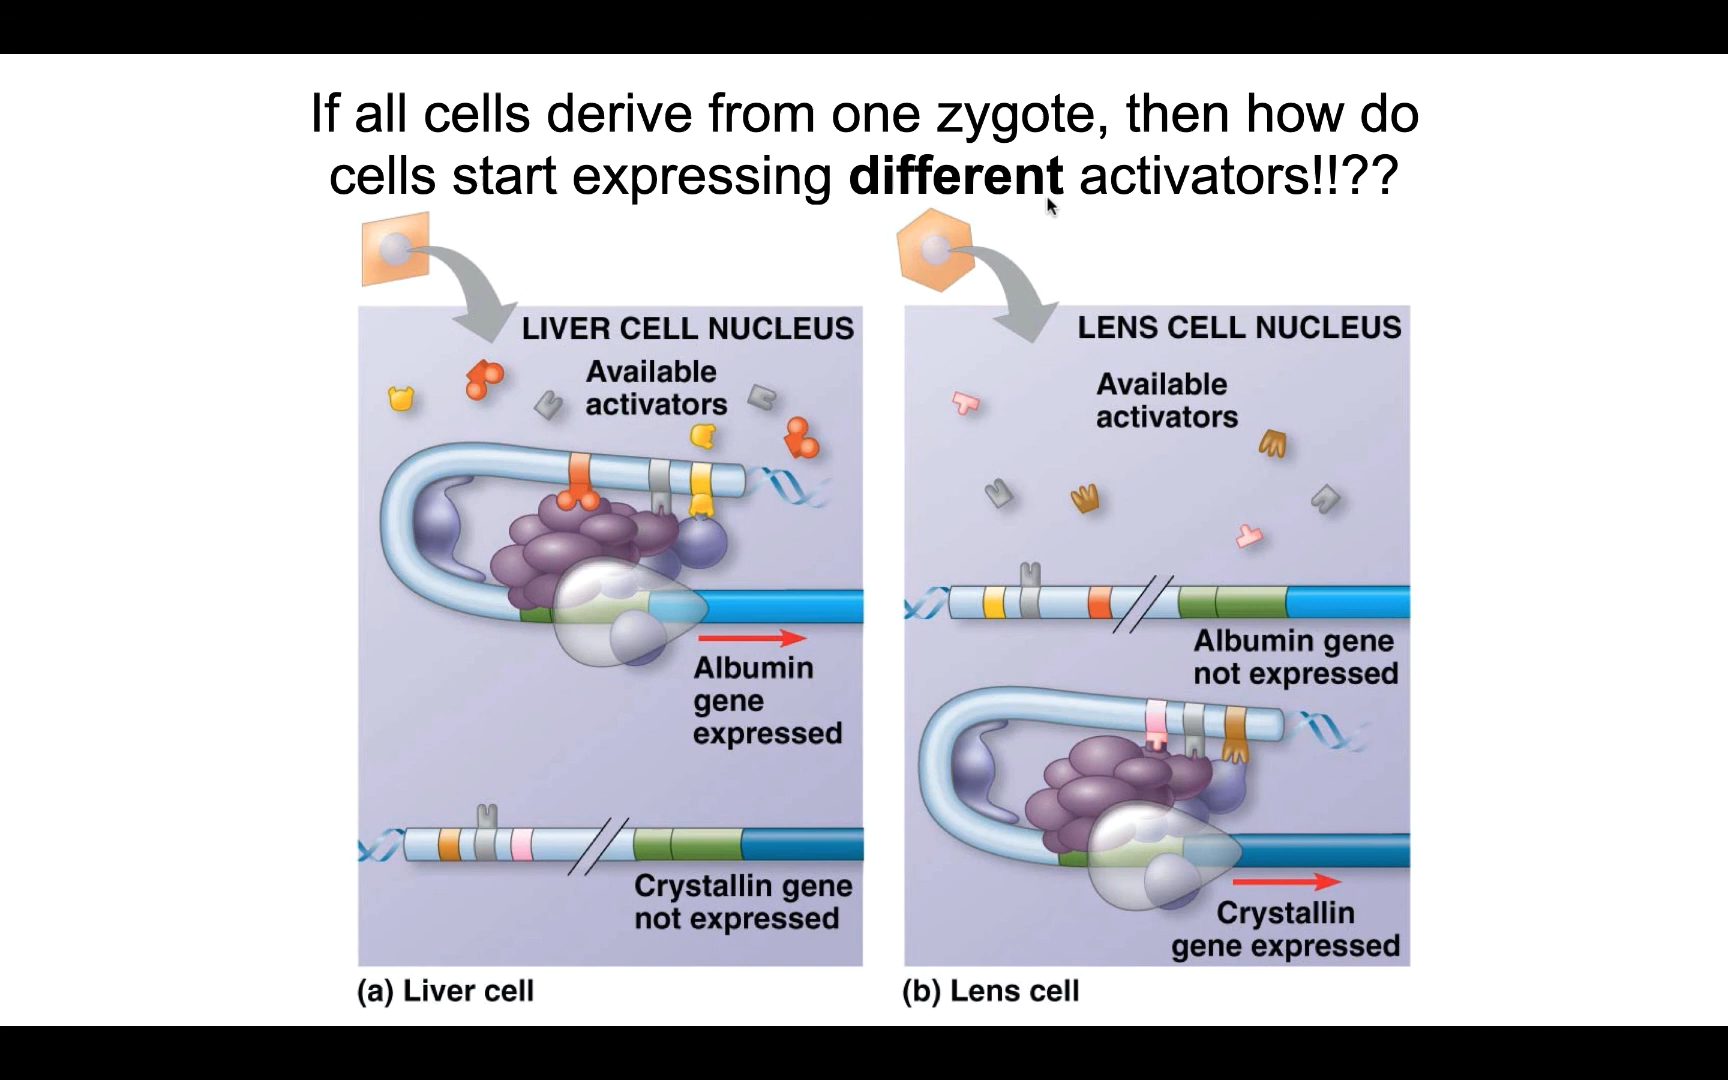 If all cells derive from one zygote, then how do
cells start expressing different activators!!??
LIVER CELL NUCLEUS
Available
activators
Albumin
gene
expressed
Crystallin gene
not expressed
(a) Liver cell
LENS CELL NUCLEUS
Available
activators
Albumin gene
not expressed
Crystallin
gene expressed
(b) Lens cell